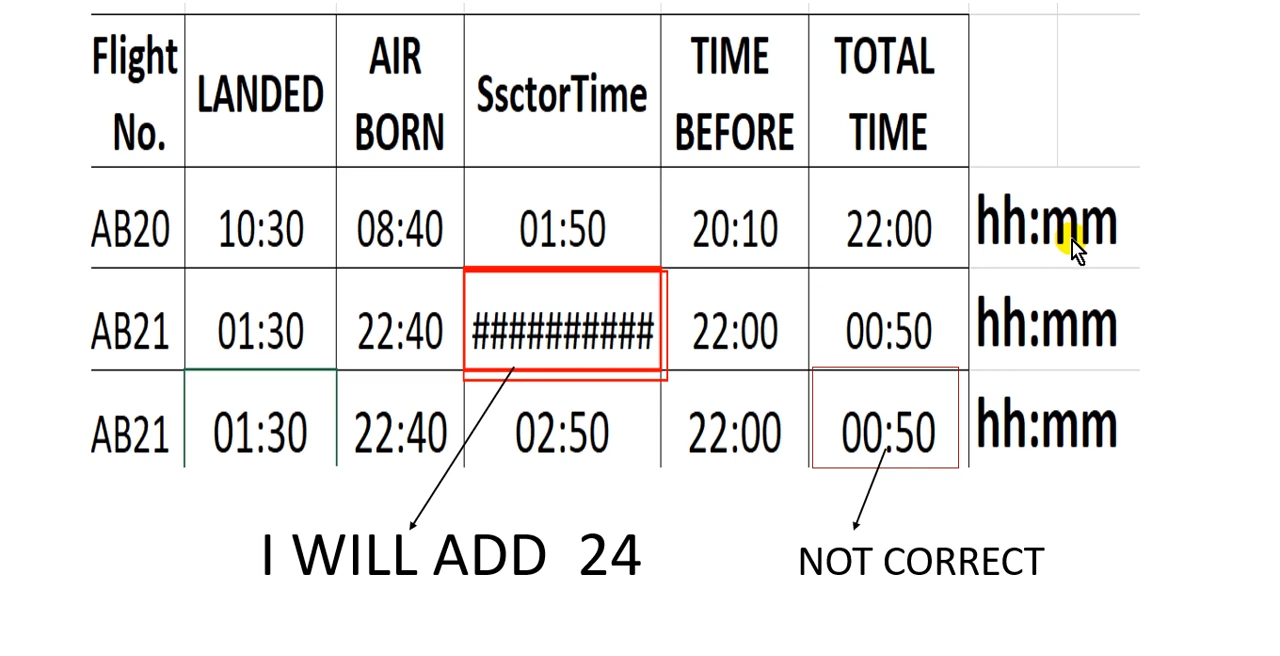 Flight No. LANDED AIR BORN SsctorTime TIME BEFORE TOTAL TIME
AB20 10:30 08:40 01:50 20:10 22:00 hh:mm
AB21 01:30 22:40 ########## 22:00 00:50 hh:mm
AB21 01:30 22:40 02:50 22:00 00:50 hh:mm
I WILL ADD 24
NOT CORRECT